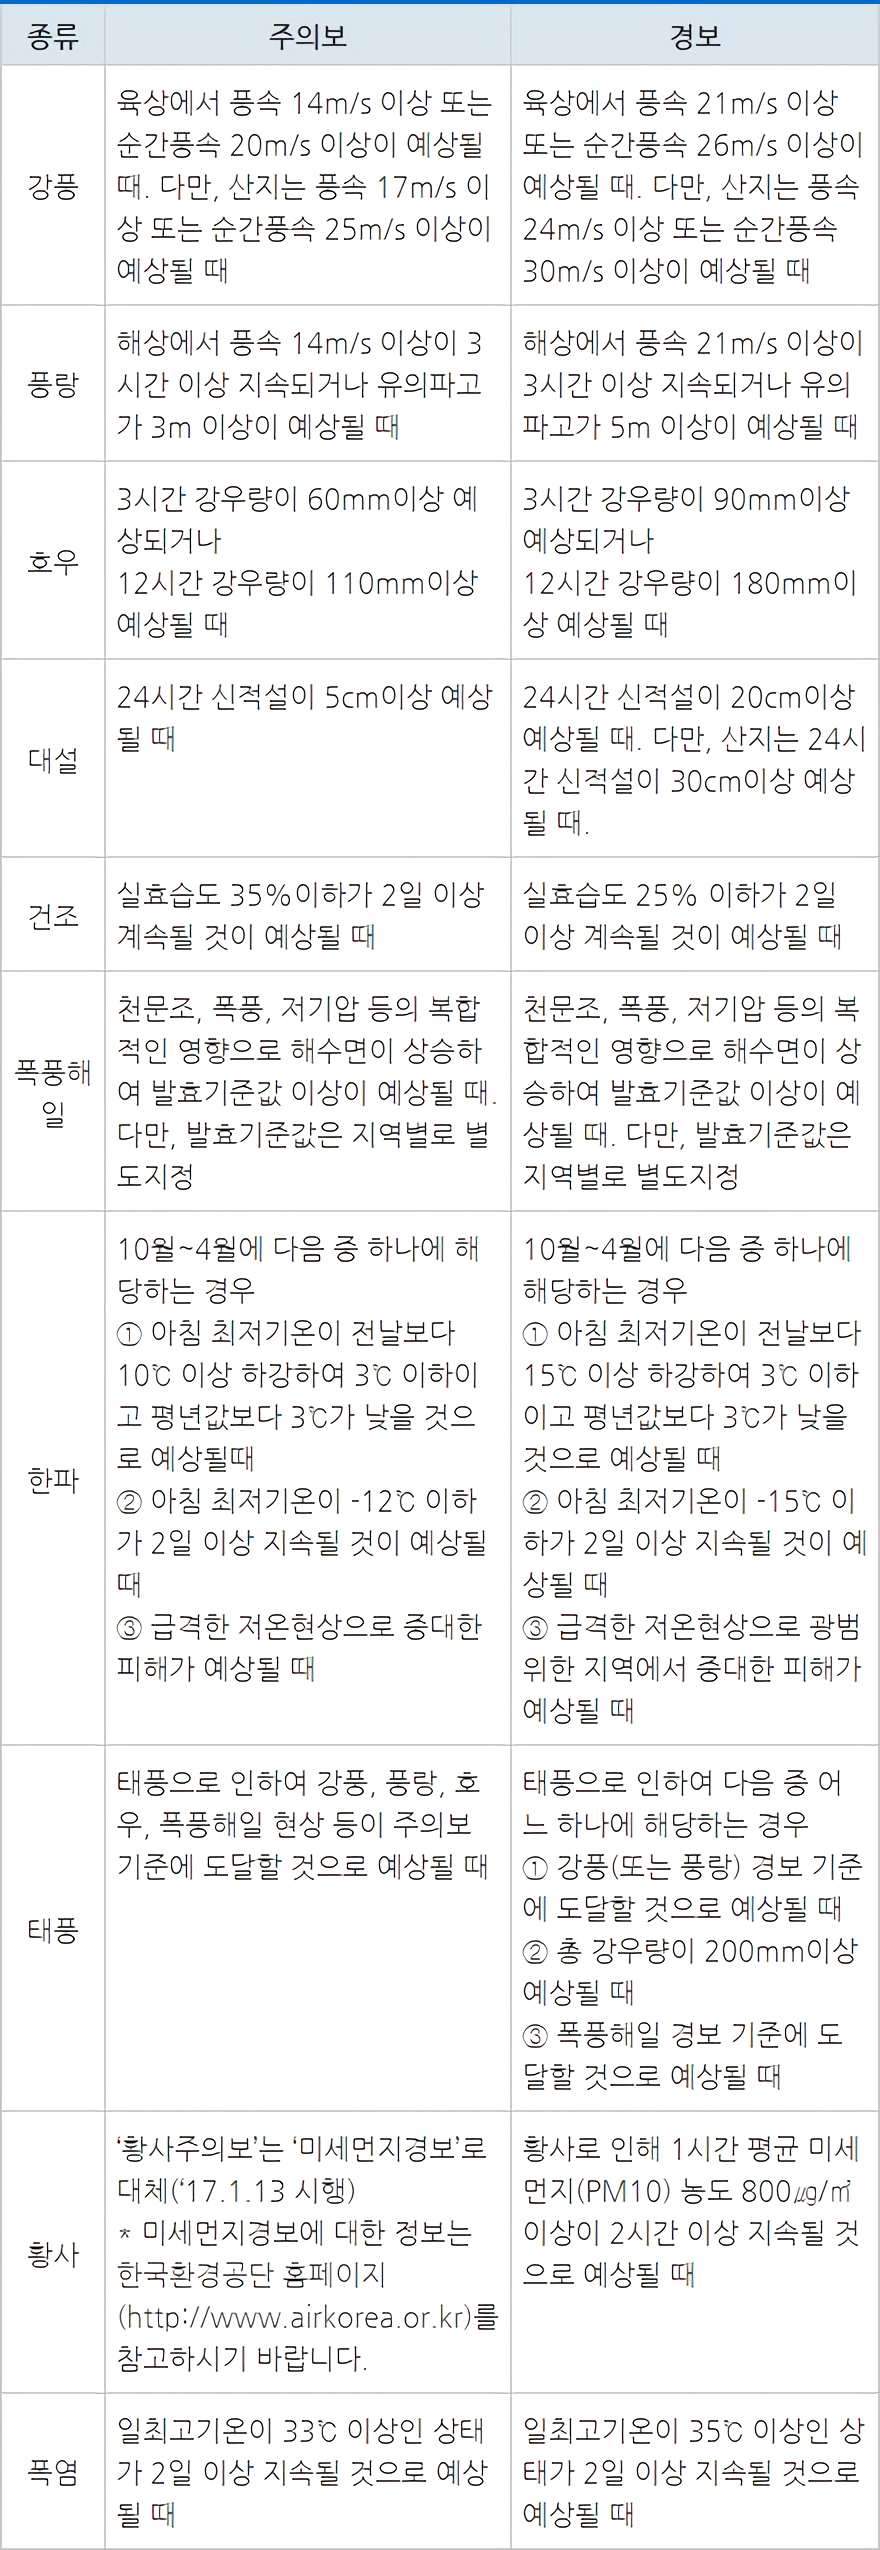 종류 주의보 경보
강풍
육상에서 풍속 14m/s 이상 또는
순간풍속 20m/s 이상이 예상될
때. 다만, 산지는 풍속 17m/s 이
상 또는 순간풍속 25m/s 이상이
예상될 때
육상에서 풍속 21m/s 이상
또는 순간풍속 26m/s 이상이
예상될 때. 다만, 산지는 풍속
24m/s 이상 또는 순간풍속
30m/s 이상이 예상될 때
풍랑
해상에서 풍속 14m/s 이상이 3
시간 이상 지속되거나 유의파고
가 3m 이상이 예상될 때
해상에서 풍속 21m/s 이상이
3시간 이상 지속되거나 유의
파고가 5m 이상이 예상될 때
호우
3시간 강우량이 60mm이상 예
상되거나
12시간 강우량이 110mm이상
예상될 때
3시간 강우량이 90mm이상
예상되거나
12시간 강우량이 180mm이
상 예상될 때
대설
24시간 신적설이 5cm이상 예상
될 때
24시간 신적설이 20cm이상
예상될 때. 다만, 산지는 24시
간 신적설이 30cm이상 예상
될 때.
건조
실효습도 35%이하가 2일 이상
계속될 것이 예상될 때
실효습도 25% 이하가 2일
이상 계속될 것이 예상될 때
폭풍해
일
천문조, 폭풍, 저기압 등의 복합
적인 영향으로 해수면이 상승하
여 발효기준값 이상이 예상될 때.
다만, 발효기준값은 지역별로 별
도지정
천문조, 폭풍, 저기압 등의 복
합적인 영향으로 해수면이 상
승하여 발효기준값 이상이 예
상될 때. 다만, 발효기준값은
지역별로 별도지정
한파
10월~4월에 다음 중 하나에 해
당하는 경우
① 아침 최저기온이 전날보다
10℃ 이상 하강하여 3℃ 이하이
고 평년값보다 3℃가 낮을 것으
로 예상될때
② 아침 최저기온이 -12℃ 이하
가 2일 이상 지속될 것이 예상될
때
③ 급격한 저온현상으로 중대한
피해가 예상될 때
10월~4월에 다음 중 하나에
해당하는 경우
① 아침 최저기온이 전날보다
15℃ 이상 하강하여 3℃ 이하
이고 평년값보다 3℃가 낮을
것으로 예상될 때
② 아침 최저기온이 -15℃ 이
하가 2일 이상 지속될 것이 예
상될 때
③ 급격한 저온현상으로 광범
위한 지역에서 중대한 피해가
예상될 때
태풍
태풍으로 인하여 강풍, 풍랑, 호
우, 폭풍해일 현상 등이 주의보
기준에 도달할 것으로 예상될 때
태풍으로 인하여 다음 중 어
느 하나에 해당하는 경우
① 강풍(또는 풍랑) 경보 기준
에 도달할 것으로 예상될 때
② 총 강우량이 200mm이상
예상될 때
③ 폭풍해일 경보 기준에 도
달할 것으로 예상될 때
황사
‘황사주의보’는 ‘미세먼지경보’로
대체(‘17.1.13 시행)
* 미세먼지경보에 대한 정보는
한국환경공단 홈페이지
(http://www.airkorea.or.kr)를
참고하시기 바랍니다.
황사로 인해 1시간 평균 미세
먼지(PM10) 농도 800㎍/㎥
이상이 2시간 이상 지속될 것
으로 예상될 때
폭염
일최고기온이 33℃ 이상인 상태
가 2일 이상 지속될 것으로 예상
될 때
일최고기온이 35℃ 이상인 상
태가 2일 이상 지속될 것으로
예상될 때